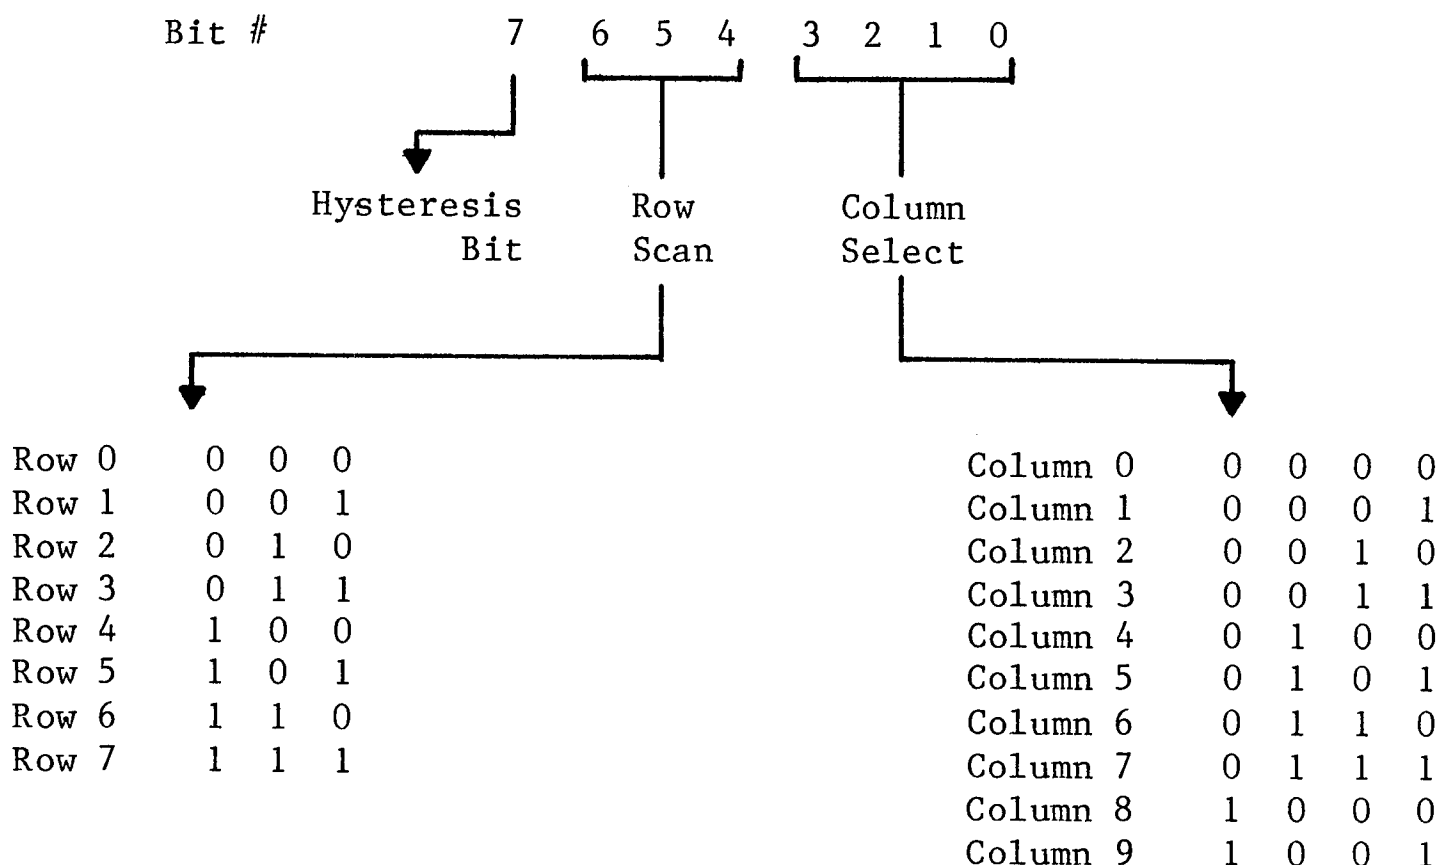 Bit # 7 6 5 4 3 2 1 0
Hysteresis Bit
Row Scan
Column Select
Row 0 0 0 0
Row 1 0 0 1
Row 2 0 1 0
Row 3 0 1 1
Row 4 1 0 0
Row 5 1 0 1
Row 6 1 1 0
Row 7 1 1 1
Column 0 0 0 0 0
Column 1 0 0 0 1
Column 2 0 0 1 0
Column 3 0 0 1 1
Column 4 0 1 0 0
Column 5 0 1 0 1
Column 6 0 1 1 0
Column 7 0 1 1 1
Column 8 1 0 0 0
Column 9 1 0 0 1